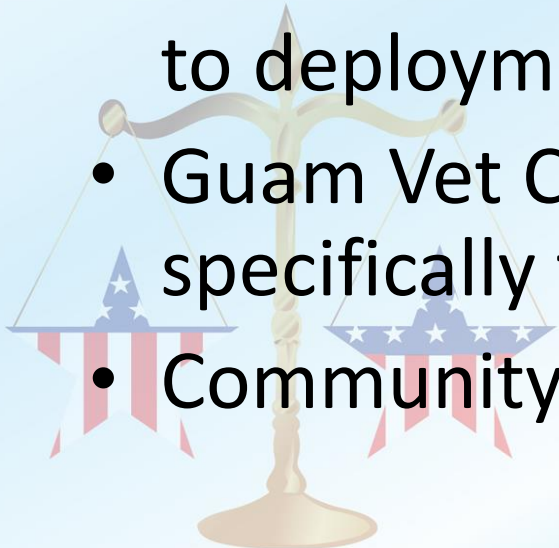 to deploym
• Guam Vet C
specifically
• Community